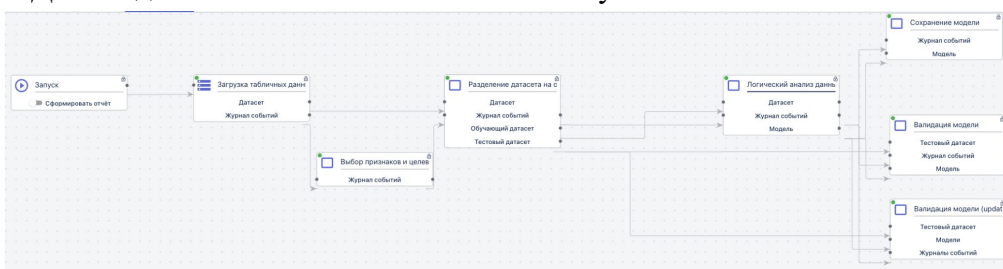 Запуск
Сформировать отчёт
Загрузка табличных данн
Датасет
Журнал событий
Выбор признаков и целев
Журнал событий
Разделение датасета на о
Датасет
Журнал событий
Обучающий датасет
Тестовый датасет
Логический анализ даннь
Датасет
Журнал событий
Модель
Сохранение модели
Журнал событий
Модель
Валидация модели
Тестовый датасет
Журнал событий
Модель
Валидация модели (updat
Тестовый датасет
Модели
Журналы событий